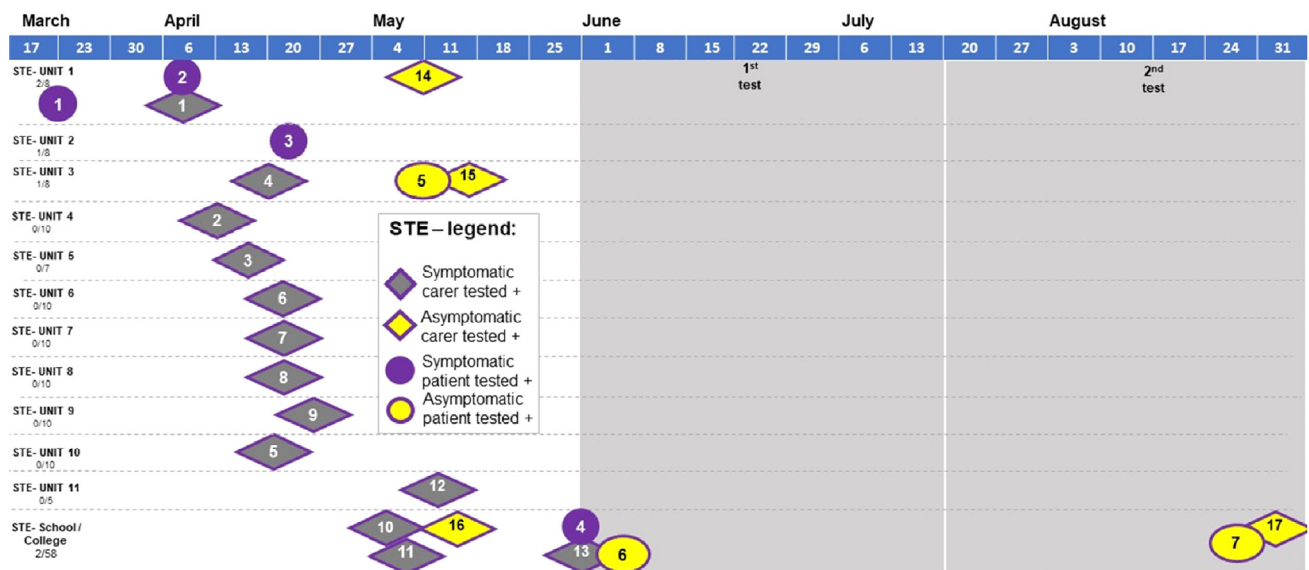 March April May June July August
17 23 30 6 13 20 27 4 11 18 25 1 8 15 22 29 6 13 20 27 3 10 17 24 31
STE- UNIT 1
2/8
2
14
1st
test
2nd
test
1
1
STE- UNIT 2
1/8
3
STE- UNIT 3
1/8
4
5
15
STE- UNIT 4
0/10
2
STE- UNIT 5
0/7
3
STE- UNIT 6
0/10
6
STE- UNIT 7
0/10
7
STE- UNIT 8
0/10
8
STE- UNIT 9
0/10
9
STE- UNIT 10
0/10
5
STE- UNIT 11
0/5
12
STE- School /
College
2/58
10
16
4
17
11
13
6
7
STE – legend:
Symptomatic
carer tested +
Asymptomatic
carer tested +
Symptomatic
patient tested +
Asymptomatic
patient tested +